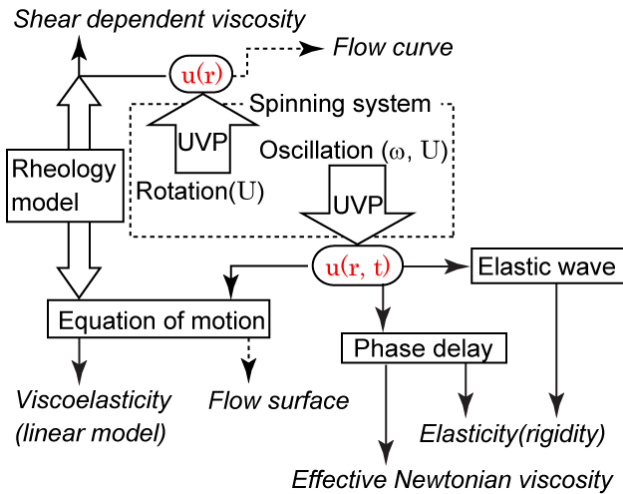 Shear dependent viscosity
u(r)
Flow curve
Spinning system
UVP
Oscillation (ω, U)
Rheology
model
Rotation(U)
UVP
u(r, t)
Elastic wave
Equation of motion
Phase delay
Viscoelasticity
(linear model)
Flow surface
Elasticity(rigidity)
Effective Newtonian viscosity